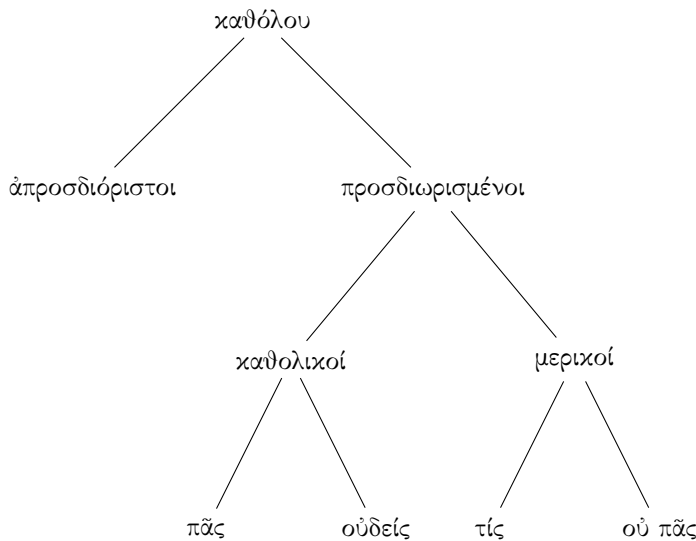 καθόλου
ἀπροσδιόριστοι προσδιωρισμένοι
καθολικοί μερικοί
πᾶς οὐδείς τίς οὐ πᾶς